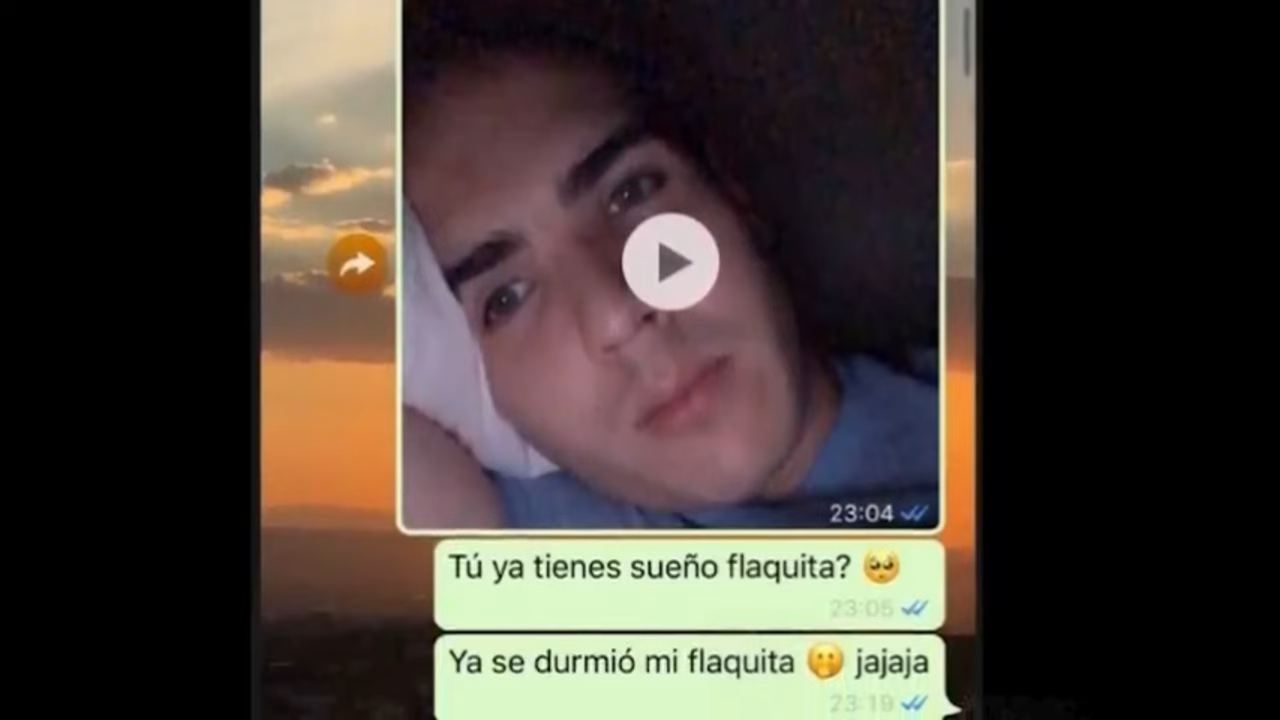 23:04
Tú ya tienes sueño flaquita? 🥺
23:05
Ya se durmió mi flaquita 🫢 jajaja
23:19